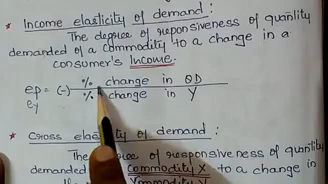 * Income elasticity of demand :
The degree of responsiveness of quantity
demanded of a commodity to a change in a
consumer's Income.
ep = (-) % change in QD
ey % change in Y
* Cross elasticity of demand :
The degree of responsiveness of quantity
demanded commodity X to a change in